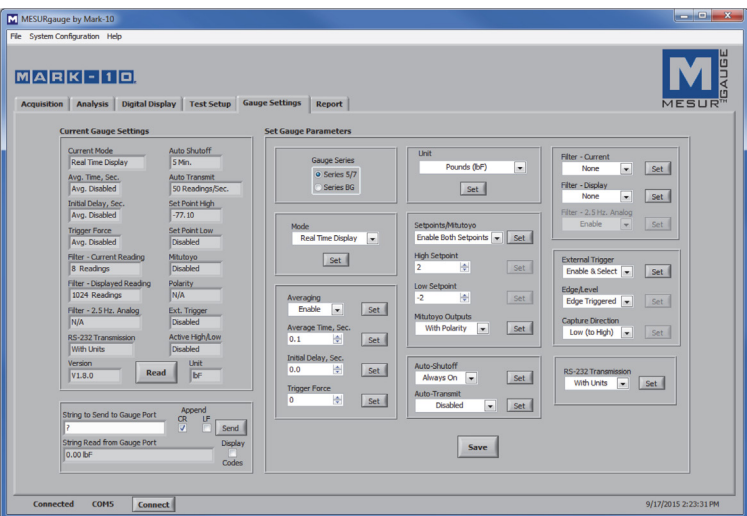 MESURgauge by Mark-10
File System Configuration Help
MARK-10
M
MESUR GAUGE
Acquisition Analysis Digital Display Test Setup Gauge Settings Report
Current Gauge Settings
Current Mode
Real Time Display
Auto Shutoff
5 Min.
Avg. Time, Sec.
Avg. Disabled
Auto Transmit
50 Readings/Sec.
Initial Delay, Sec.
Avg. Disabled
Set Point High
-77.10
Trigger Force
Avg. Disabled
Set Point Low
Disabled
Filter - Current Reading
8 Readings
Mitutoyo
Disabled
Filter - Displayed Reading
1024 Readings
Polarity
N/A
Filter - 2.5 Hz. Analog
N/A
Ext. Trigger
Disabled
RS-232 Transmission
With Units
Active High/Low
Disabled
Version
V1.8.0
Read
Unit
lbF
String to Send to Gauge Port
?
Append
CR LF
Send
String Read from Gauge Port
0.00 lbF
Display
Codes
Set Gauge Parameters
Gauge Series
Series 5/7
Series BG
Mode
Real Time Display
Set
Averaging
Enable Set
Average Time, Sec.
0.1 Set
Initial Delay, Sec.
0.0 Set
Trigger Force
0 Set
Unit
Pounds (lbF)
Set
Setpoints/Mitutoyo
Enable Both Setpoints Set
High Setpoint
2 Set
Low Setpoint
-2 Set
Mitutoyo Outputs
With Polarity Set
Auto-Shutoff
Always On Set
Auto-Transmit
Disabled Set
Save
Filter - Current
None Set
Filter - Display
None Set
Filter - 2.5 Hz. Analog
Enable Set
External Trigger
Enable & Select Set
Edge/Level
Edge Triggered Set
Capture Direction
Low (to High) Set
RS-232 Transmission
With Units Set
Connected COM5 Connect
9/17/2015 2:23:31 PM